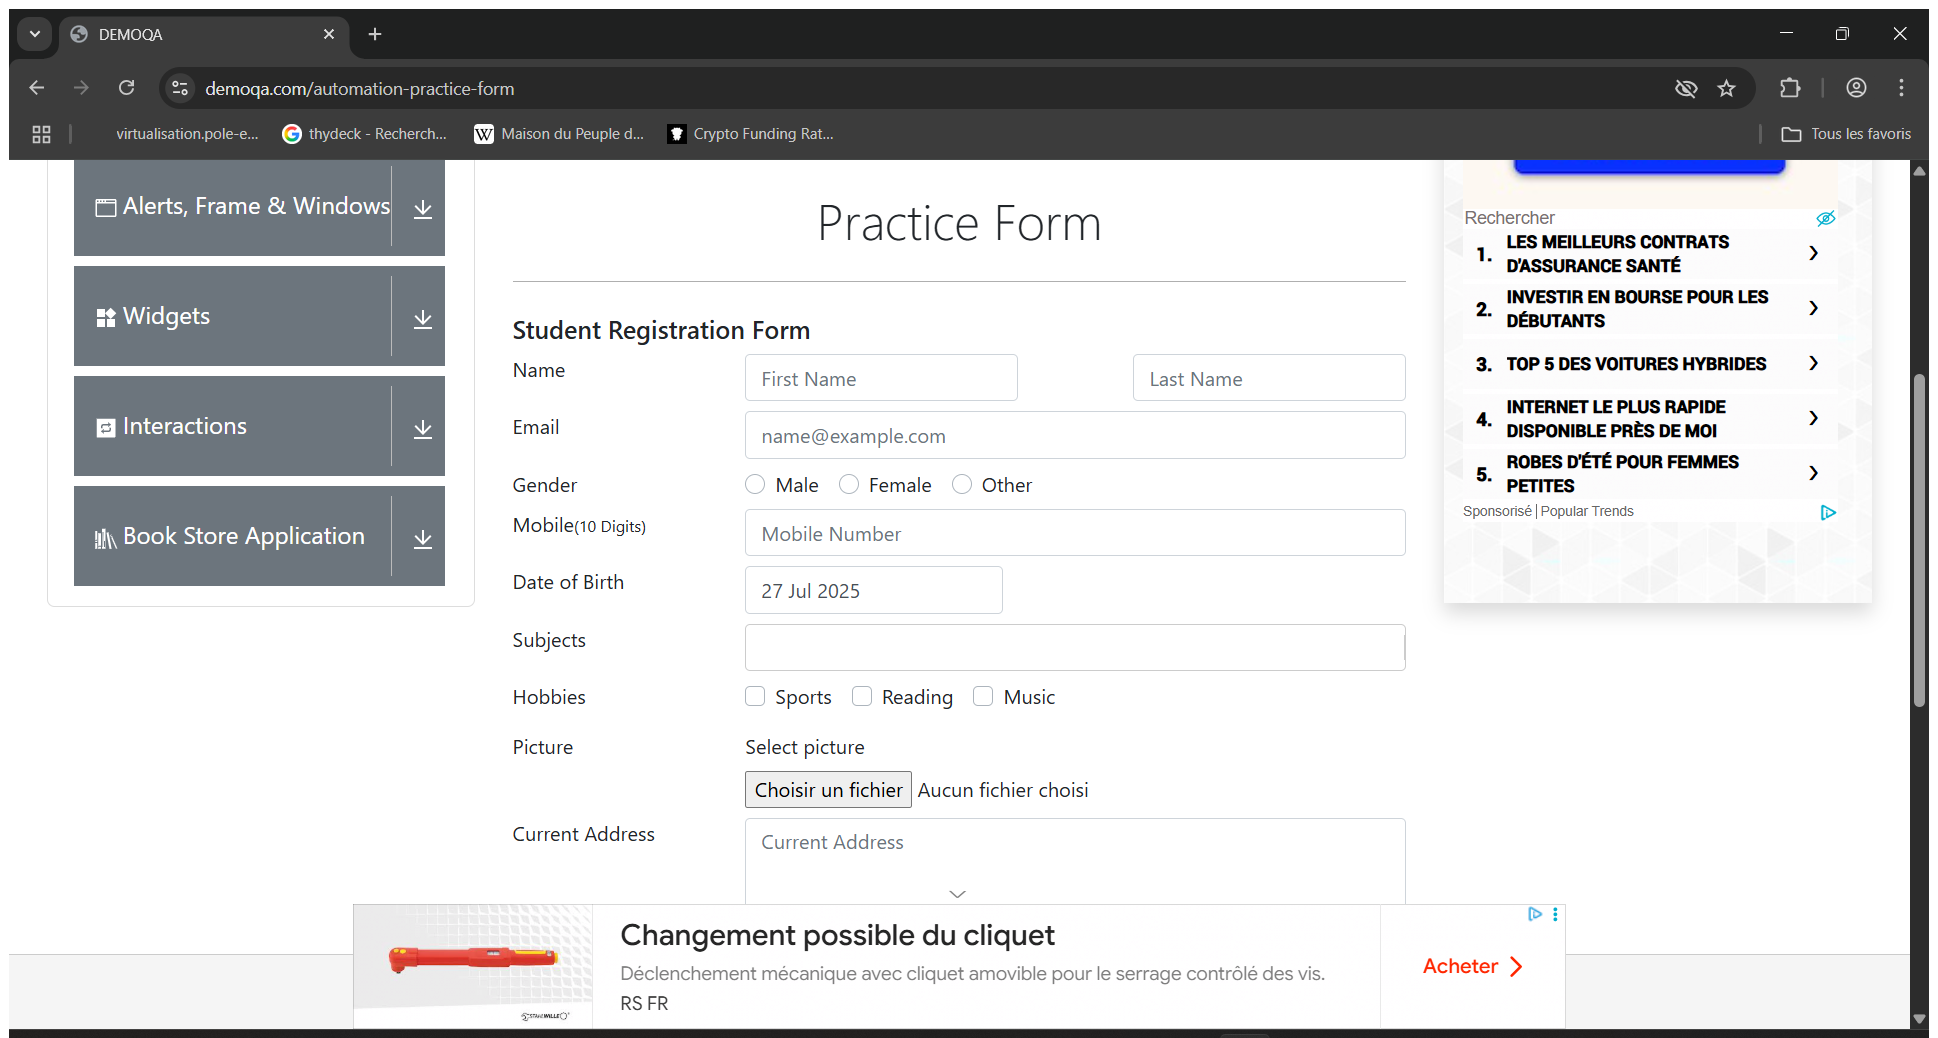 DEMOQA
demoqa.com/automation-practice-form
virtualisation.pole-e...
thydeck - Recherch...
Maison du Peuple d...
Crypto Funding Rat...
Tous les favoris
Alerts, Frame & Windows
Widgets
Interactions
Book Store Application
Practice Form
Student Registration Form
Name
First Name
Last Name
Email
name@example.com
Gender
Male
Female
Other
Mobile(10 Digits)
Mobile Number
Date of Birth
27 Jul 2025
Subjects
Hobbies
Sports
Reading
Music
Picture
Select picture
Choisir un fichier
Aucun fichier choisi
Current Address
Current Address
Rechercher
1. LES MEILLEURS CONTRATS
D'ASSURANCE SANTÉ
2. INVESTIR EN BOURSE POUR LES
DÉBUTANTS
3. TOP 5 DES VOITURES HYBRIDES
4. INTERNET LE PLUS RAPIDE
DISPONIBLE PRÈS DE MOI
5. ROBES D'ÉTÉ POUR FEMMES
PETITES
Sponsorisé | Popular Trends
STAHLWILLE
Changement possible du cliquet
Déclenchement mécanique avec cliquet amovible pour le serrage contrôlé des vis.
RS FR
Acheter